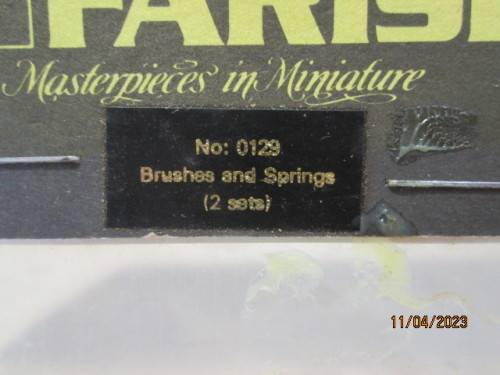 FARISH
Masterpieces in Miniature
No: 0129
Brushes and Springs
(2 sets)
11/04/2023